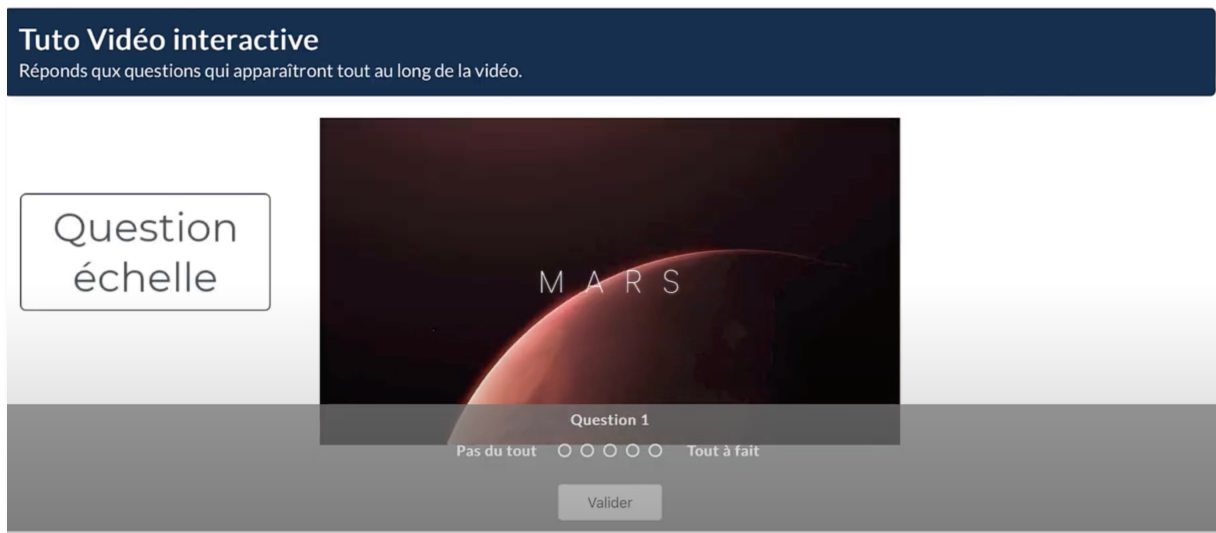 Tuto Vidéo interactive
Réponds qux questions qui apparaîtront tout au long de la vidéo.
Question
échelle
MARS
Question 1
Pas du tout Tout à fait
Valider